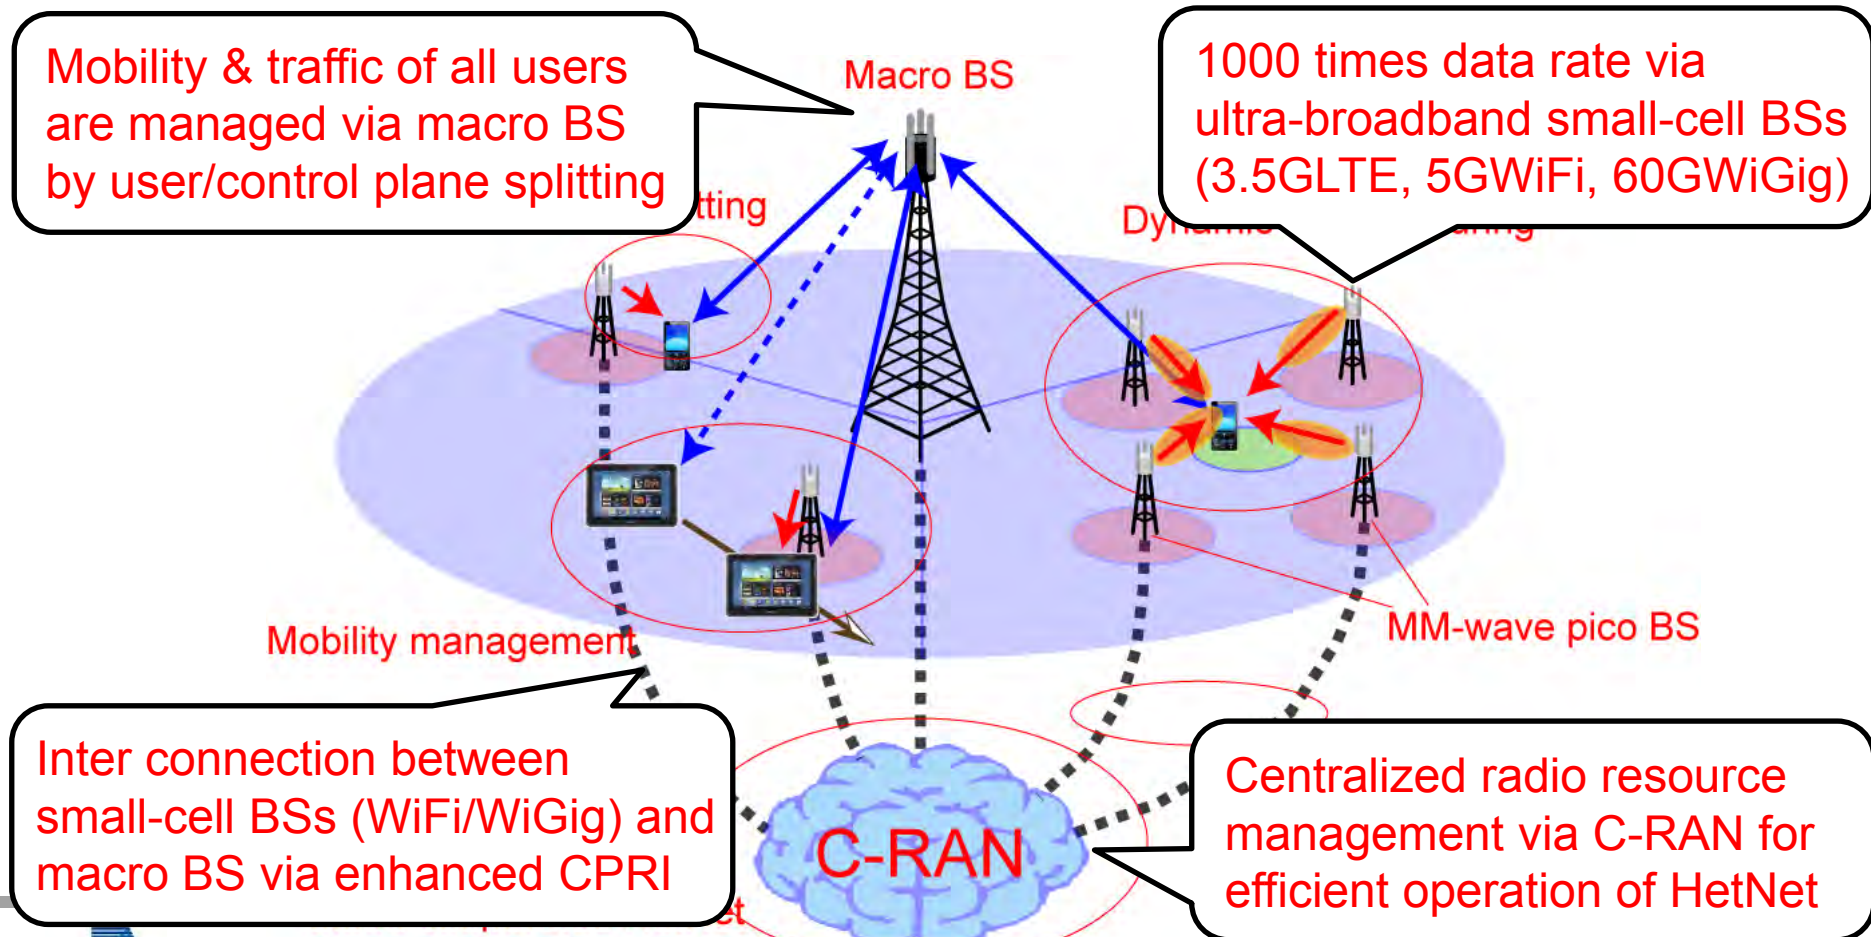 Mobility & traffic of all users
are managed via macro BS
by user/control plane splitting
Macro BS
1000 times data rate via
ultra-broadband small-cell BSs
(3.5GLTE, 5GWiFi, 60GWiGig)
Mobility management
MM-wave pico BS
Inter connection between
small-cell BSs (WiFi/WiGig) and
macro BS via enhanced CPRI
C-RAN
Centralized radio resource
management via C-RAN for
efficient operation of HetNet